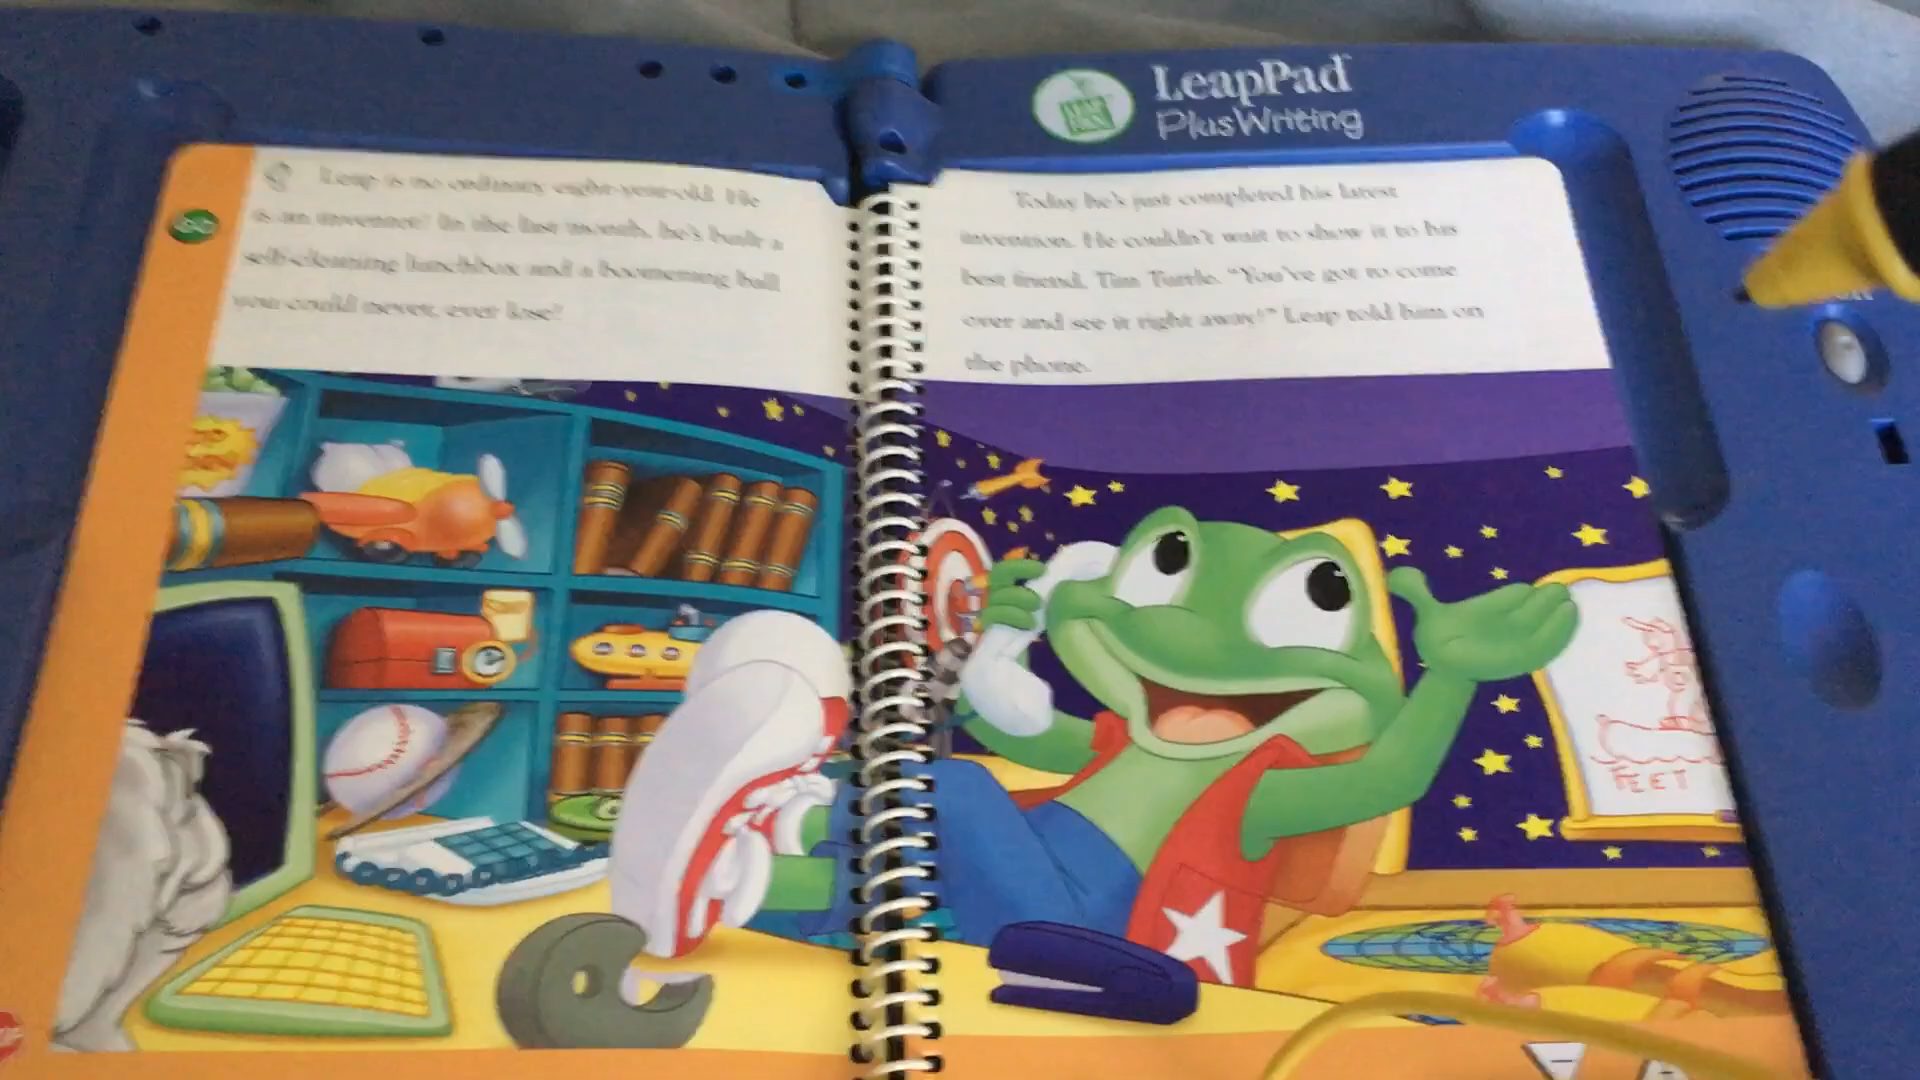 LeapPad
PlusWriting
Leap is no ordinary eight-year-old. He
is an inventor! In the last month, he's built a
self-cleaning lunchbox and a boomerang ball
you could never, ever lose!
Today he's just completed his latest
invention. He couldn't wait to show it to his
best friend, Tim Turtle. "You've got to come
over and see it right away!" Leap told him on
the phone.
FEET